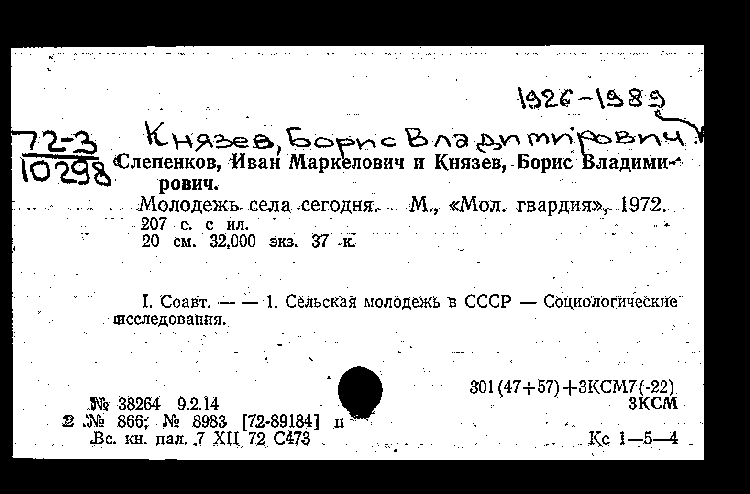 1926-1989
72-3
10298
Князев, Борис Владимирович.
Слепенков, Иван Маркелович и Князев, Борис Владими-
рович.
Молодежь села сегодня. М., «Мол. гвардия», 1972.
207 с. с ил.
20 см. 32,000 экз. 37 к.
I. Соавт. — — 1. Сельская молодежь в СССР — Социологические
исследования.
301(47+57)+3КСМ7(-22)
3КСМ
№ 38264 9.2.14
№ 866; № 8983 [72-89184] п
Вс. кн. пал. 7 XII 72 С473
Кс 1—5—4